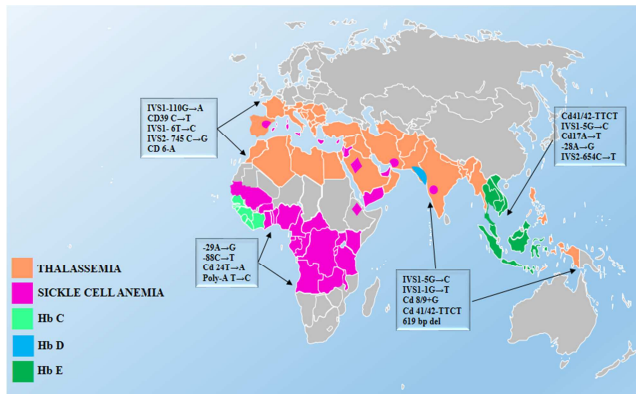 IVS1-110G→A
CD39 C→T
IVS1- 6T→C
IVS2- 745 C→G
CD 6-A
Cd41/42-TTCT
IVS1-5G→C
Cd17A→T
-28A→G
IVS2-654C→T
-29A→G
-88C→T
Cd 24T→A
Poly-A T→C
IVS1-5G→C
IVS1-1G→T
Cd 8/9+G
Cd 41/42-TTCT
619 bp del
THALASSEMIA
SICKLE CELL ANEMIA
Hb C
Hb D
Hb E